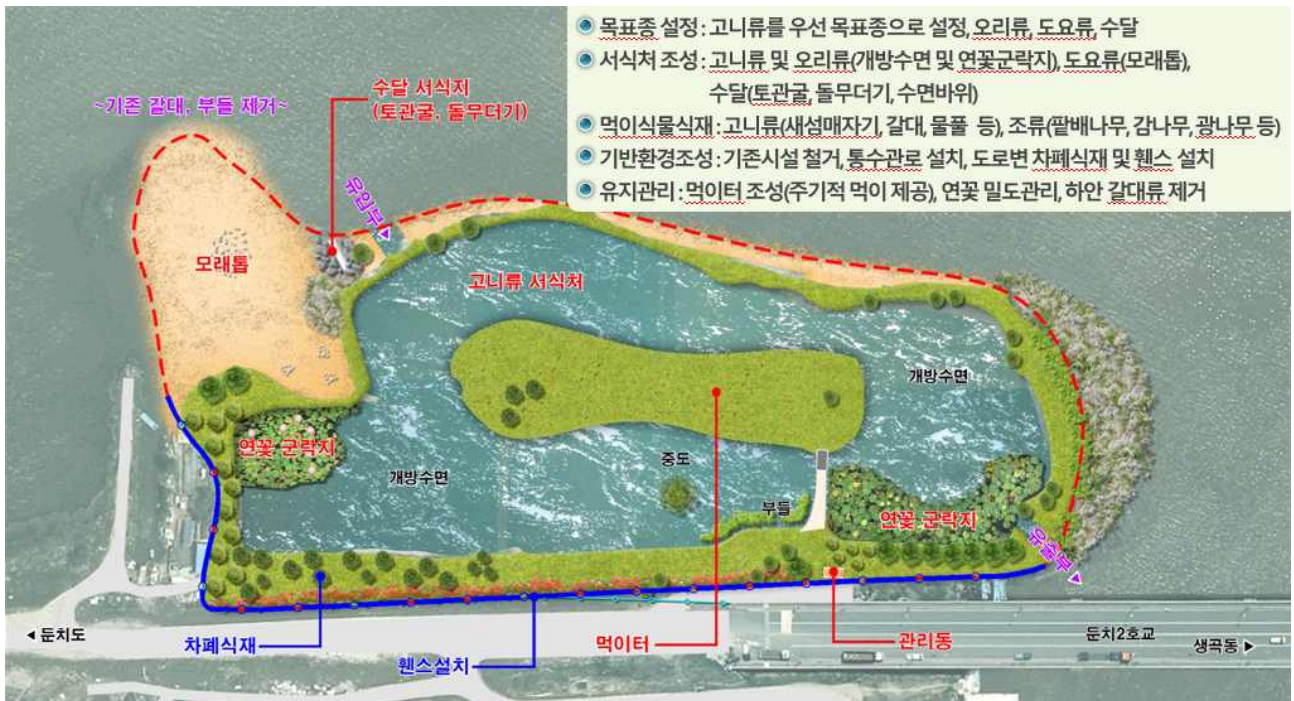 목표종 설정 : 고니류를 우선 목표종으로 설정, 오리류, 도요류, 수달
서식처 조성 : 고니류 및 오리류(개방수면 및 연꽃군락지), 도요류(모래톱),
수달(토관굴, 돌무더기, 수면바위)
먹이식물식재 : 고니류(새섬매자기, 갈대, 물풀 등), 조류(팥배나무, 감나무, 광나무 등)
기반환경조성 : 기존시설 철거, 통수관로 설치, 도로변 차폐식재 및 휀스 설치
유지관리 : 먹이터 조성(주기적 먹이 제공), 연꽃 밀도관리, 하안 갈대류 제거
~기존 갈대, 부들 제거~
수달 서식지
(토관굴, 돌무더기)
유입부
모래톱
고니류 서식처
개방수면
연꽃 군락지
개방수면
중도
부들
연꽃 군락지
유출부
◀ 둔치도
차폐식재
휀스설치
먹이터
관리동
둔치2호교
생곡동 ▶